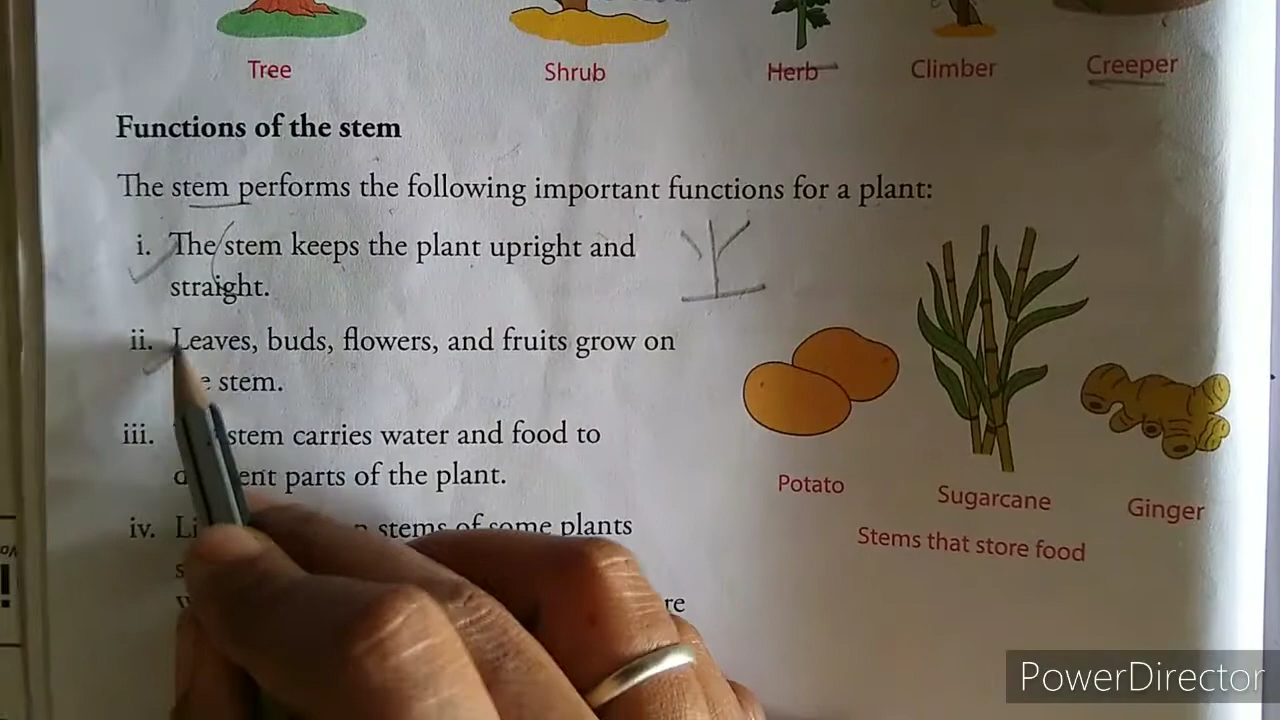 Tree Shrub Herb Climber Creeper
Functions of the stem
The stem performs the following important functions for a plant:
i. The stem keeps the plant upright and
straight.
ii. Leaves, buds, flowers, and fruits grow on
stem.
iii. stem carries water and food to
parts of the plant.
iv. stems of some plants
Potato Sugarcane Ginger
Stems that store food
PowerDirector